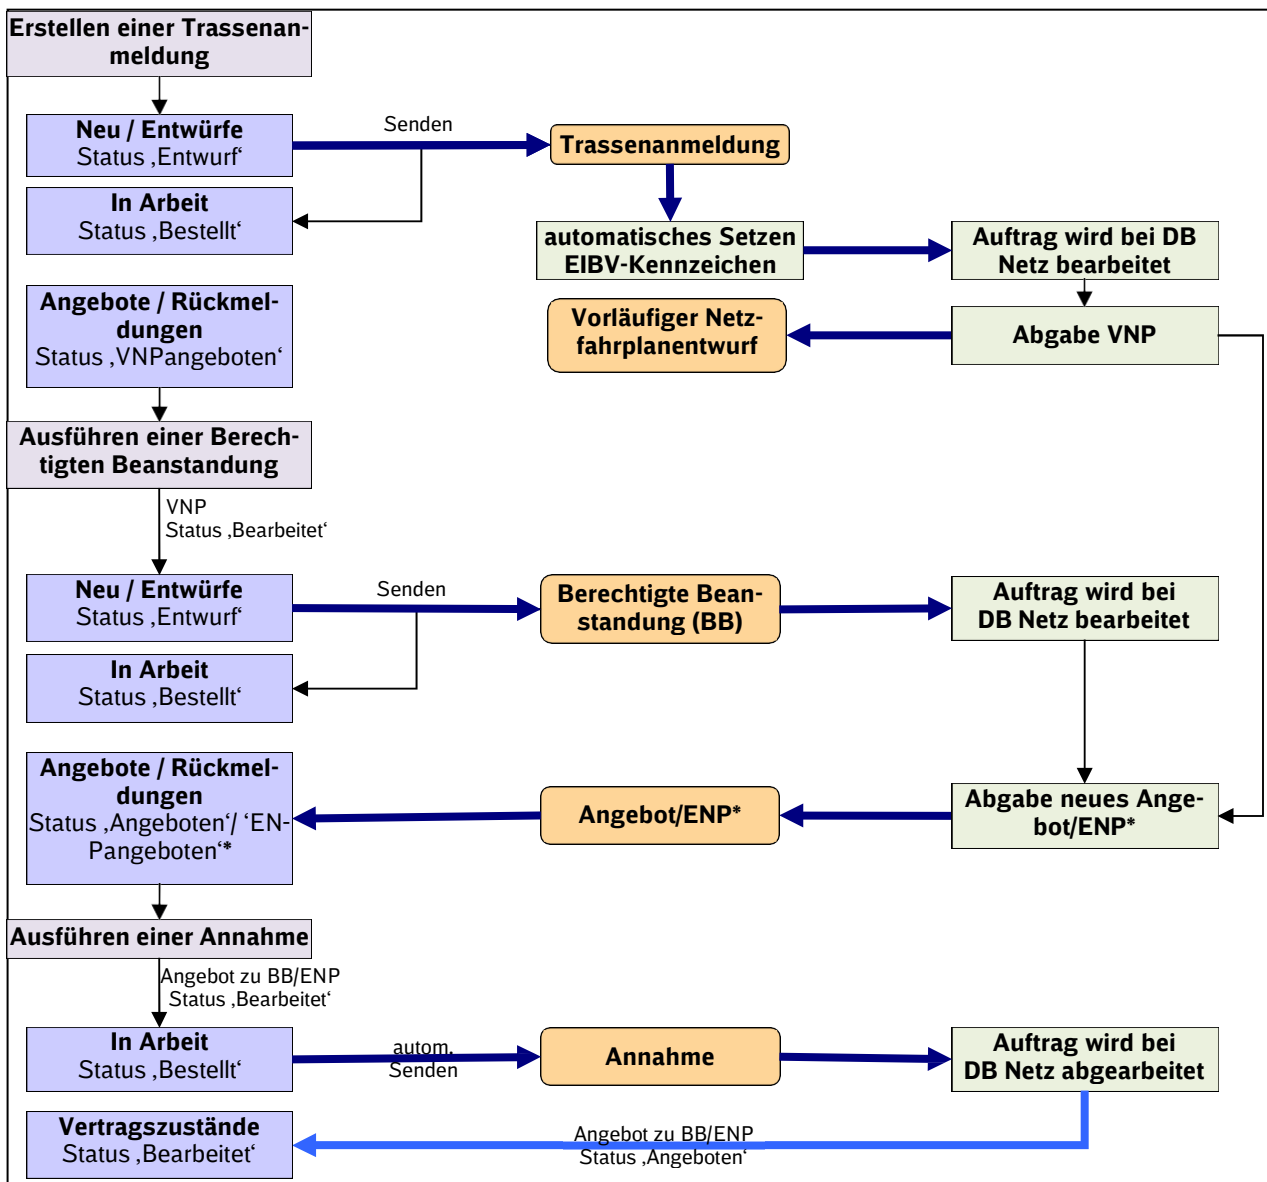 Erstellen einer Trassenan-
meldung
Neu / Entwürfe
Status ‚Entwurf‘
Senden
Trassenanmeldung
In Arbeit
Status ‚Bestellt‘
automatisches Setzen
EIBV-Kennzeichen
Auftrag wird bei DB
Netz bearbeitet
Angebote / Rückmel-
dungen
Status ‚VNPangeboten‘
Vorläufiger Netz-
fahrplanentwurf
Abgabe VNP
Ausführen einer Berech-
tigten Beanstandung
VNP
Status ‚Bearbeitet‘
Neu / Entwürfe
Status ‚Entwurf‘
Senden
Berechtigte Bean-
standung (BB)
Auftrag wird bei
DB Netz bearbeitet
In Arbeit
Status ‚Bestellt‘
Angebote / Rückmel-
dungen
Status ‚Angeboten‘/ ‘EN-
Pangeboten‘*
Angebot/ENP*
Abgabe neues Ange-
bot/ENP*
Ausführen einer Annahme
Angebot zu BB/ENP
Status ‚Bearbeitet‘
In Arbeit
Status ‚Bestellt‘
autom.
Senden
Annahme
Auftrag wird bei
DB Netz abgearbeitet
Vertragszustände
Status ‚Bearbeitet‘
Angebot zu BB/ENP
Status ‚Angeboten‘